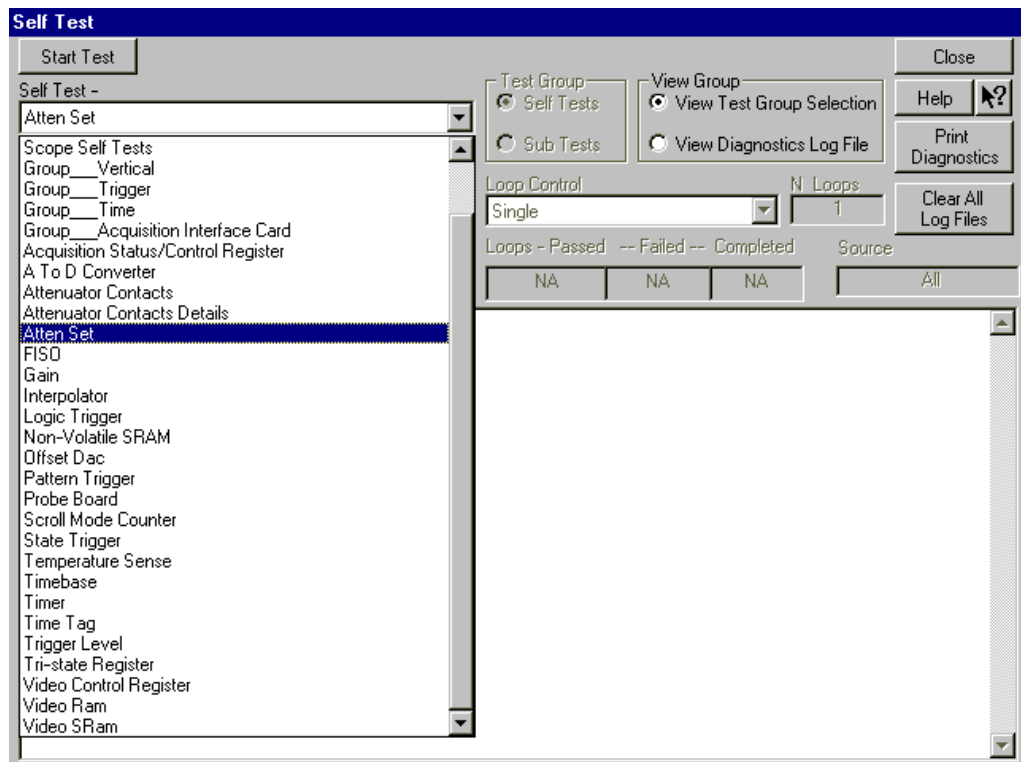 Self Test
Start Test
Close
Self Test -
Atten Set
Test Group
Self Tests
Sub Tests
View Group
View Test Group Selection
View Diagnostics Log File
Help
?
Print
Diagnostics
Clear All
Log Files
Loop Control
N Loops
Single
1
Loops - Passed -- Failed -- Completed
Source
NA
NA
NA
All
Scope Self Tests
Group___Vertical
Group___Trigger
Group___Time
Group___Acquisition Interface Card
Acquisition Status/Control Register
A To D Converter
Attenuator Contacts
Attenuator Contacts Details
Atten Set
FISO
Gain
Interpolator
Logic Trigger
Non-Volatile SRAM
Offset Dac
Pattern Trigger
Probe Board
Scroll Mode Counter
State Trigger
Temperature Sense
Timebase
Timer
Time Tag
Trigger Level
Tri-state Register
Video Control Register
Video Ram
Video SRam